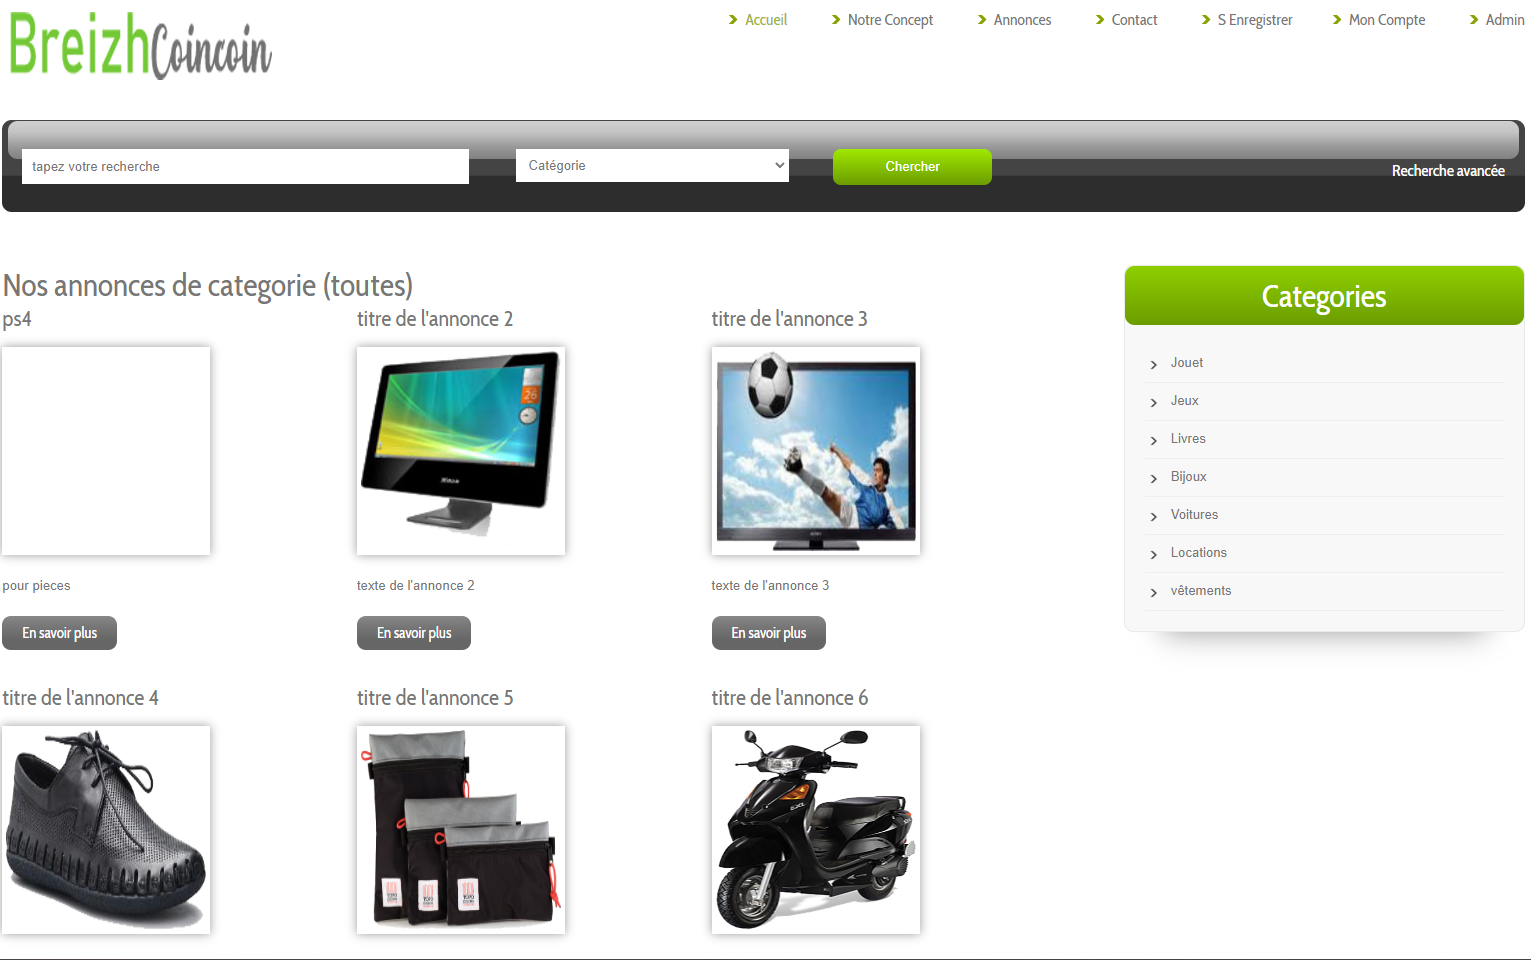 BreizhCoincoin
Accueil
Notre Concept
Annonces
Contact
S Enregistrer
Mon Compte
Admin
tapez votre recherche
Catégorie
Chercher
Recherche avancée
Nos annonces de categorie (toutes)
ps4
titre de l'annonce 2
titre de l'annonce 3
26
pour pieces
texte de l'annonce 2
texte de l'annonce 3
En savoir plus
En savoir plus
En savoir plus
titre de l'annonce 4
titre de l'annonce 5
titre de l'annonce 6
Categories
Jouet
Jeux
Livres
Bijoux
Voitures
Locations
vêtements